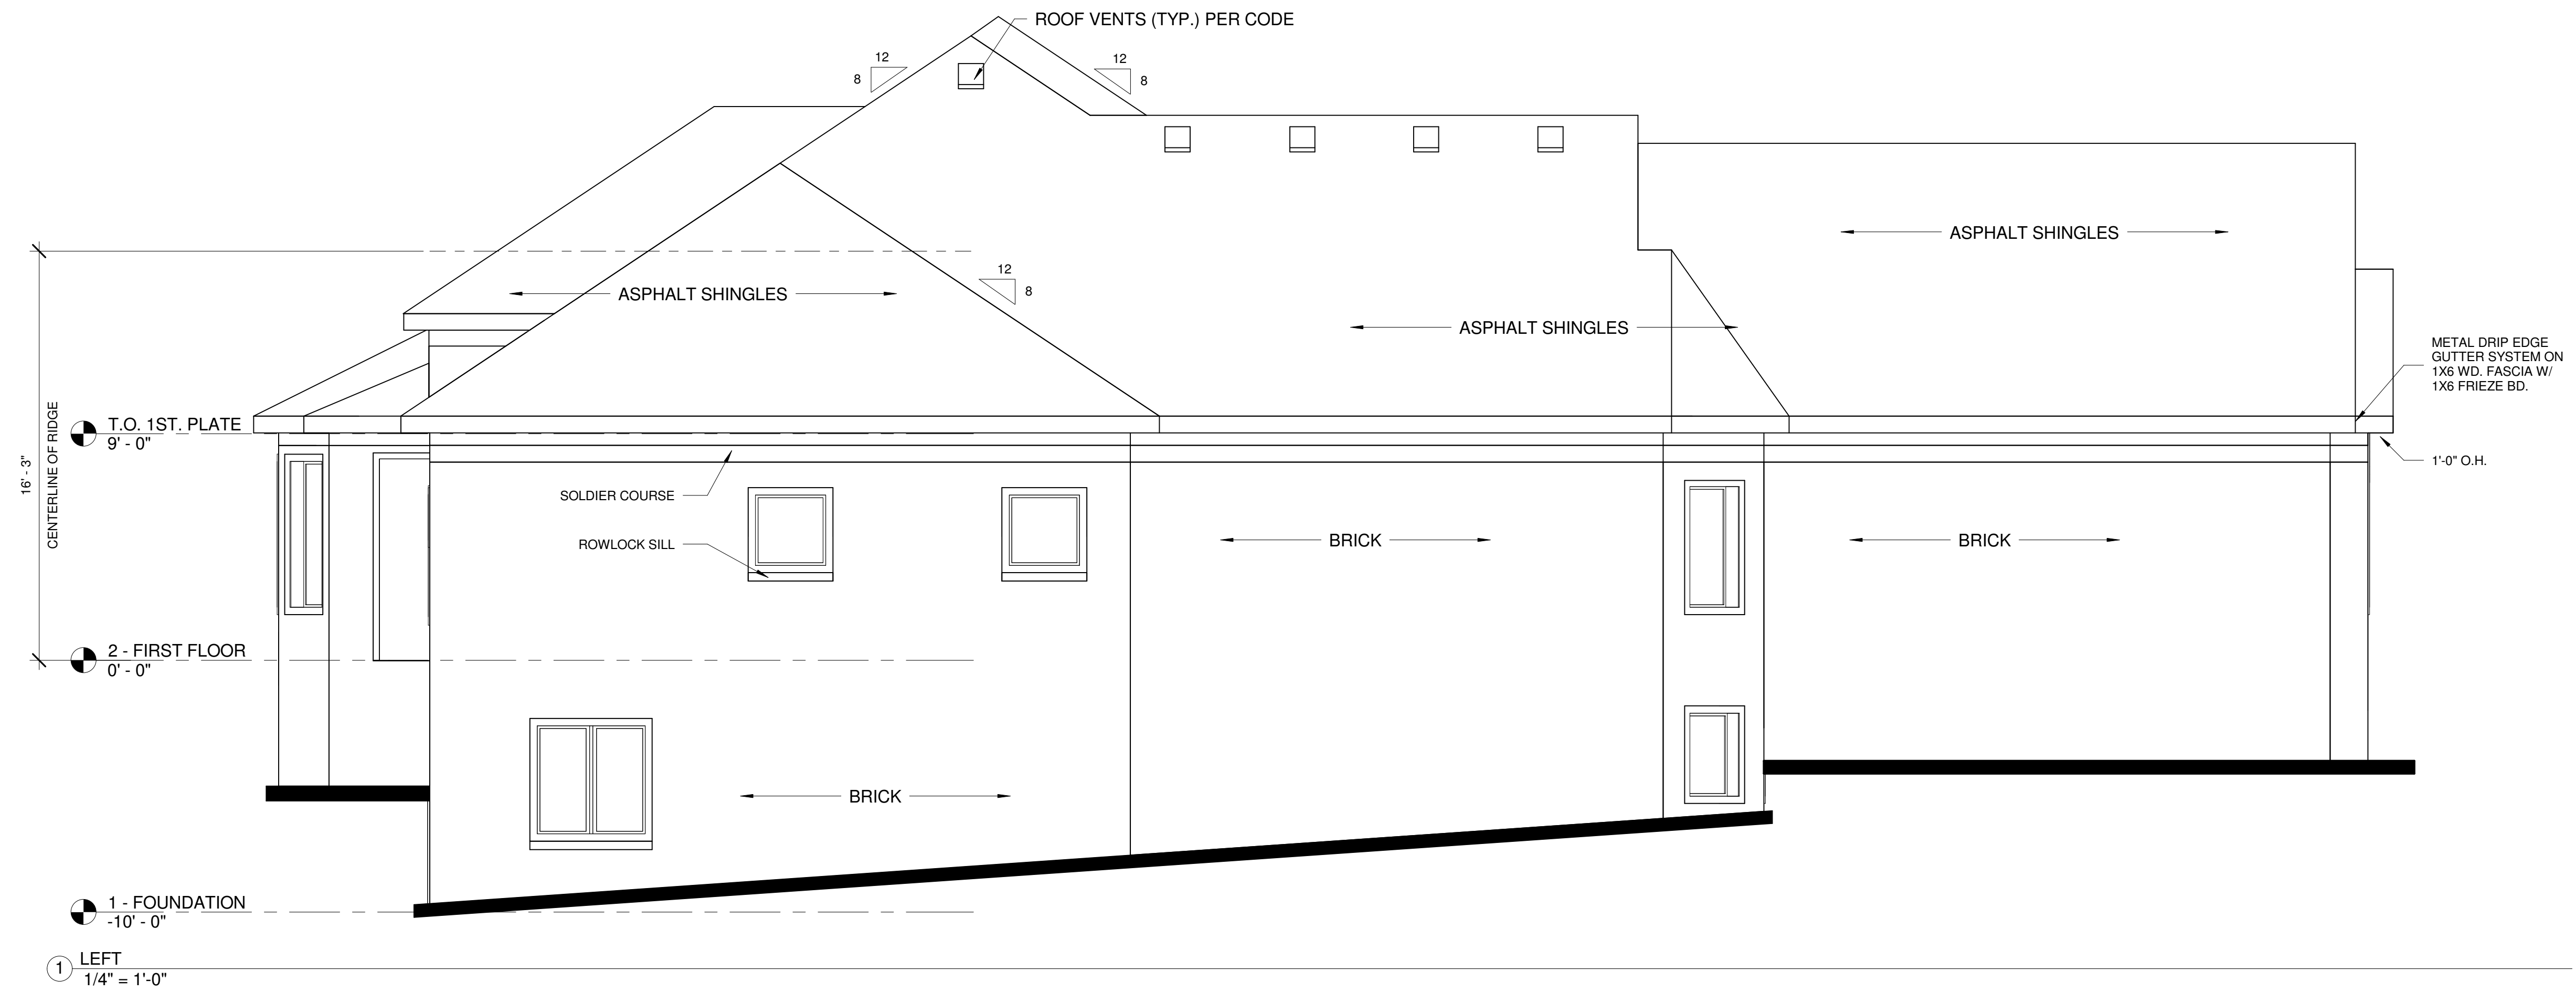 ROOF VENTS (TYP.) PER CODE
12
8
12
8
ASPHALT SHINGLES
12
8
ASPHALT SHINGLES
ASPHALT SHINGLES
METAL DRIP EDGE
GUTTER SYSTEM ON
1X6 WD. FASCIA W/
1X6 FRIEZE BD.
16' - 3"
CENTERLINE OF RIDGE
T.O. 1ST. PLATE
9' - 0"
1'-0" O.H.
SOLDIER COURSE
ROWLOCK SILL
BRICK
BRICK
2 - FIRST FLOOR
0' - 0"
BRICK
1 - FOUNDATION
-10' - 0"
1
LEFT
1/4" = 1'-0"